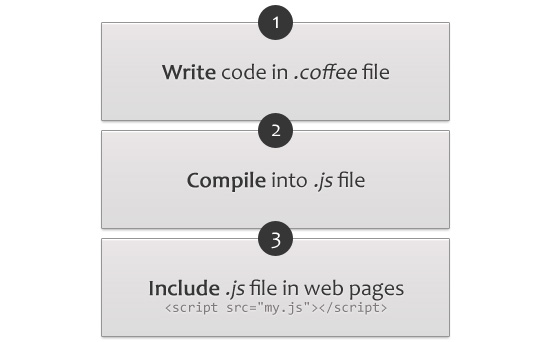 1
Write code in .coffee file
2
Compile into .js file
3
Include .js file in web pages
<script src="my.js"></script>